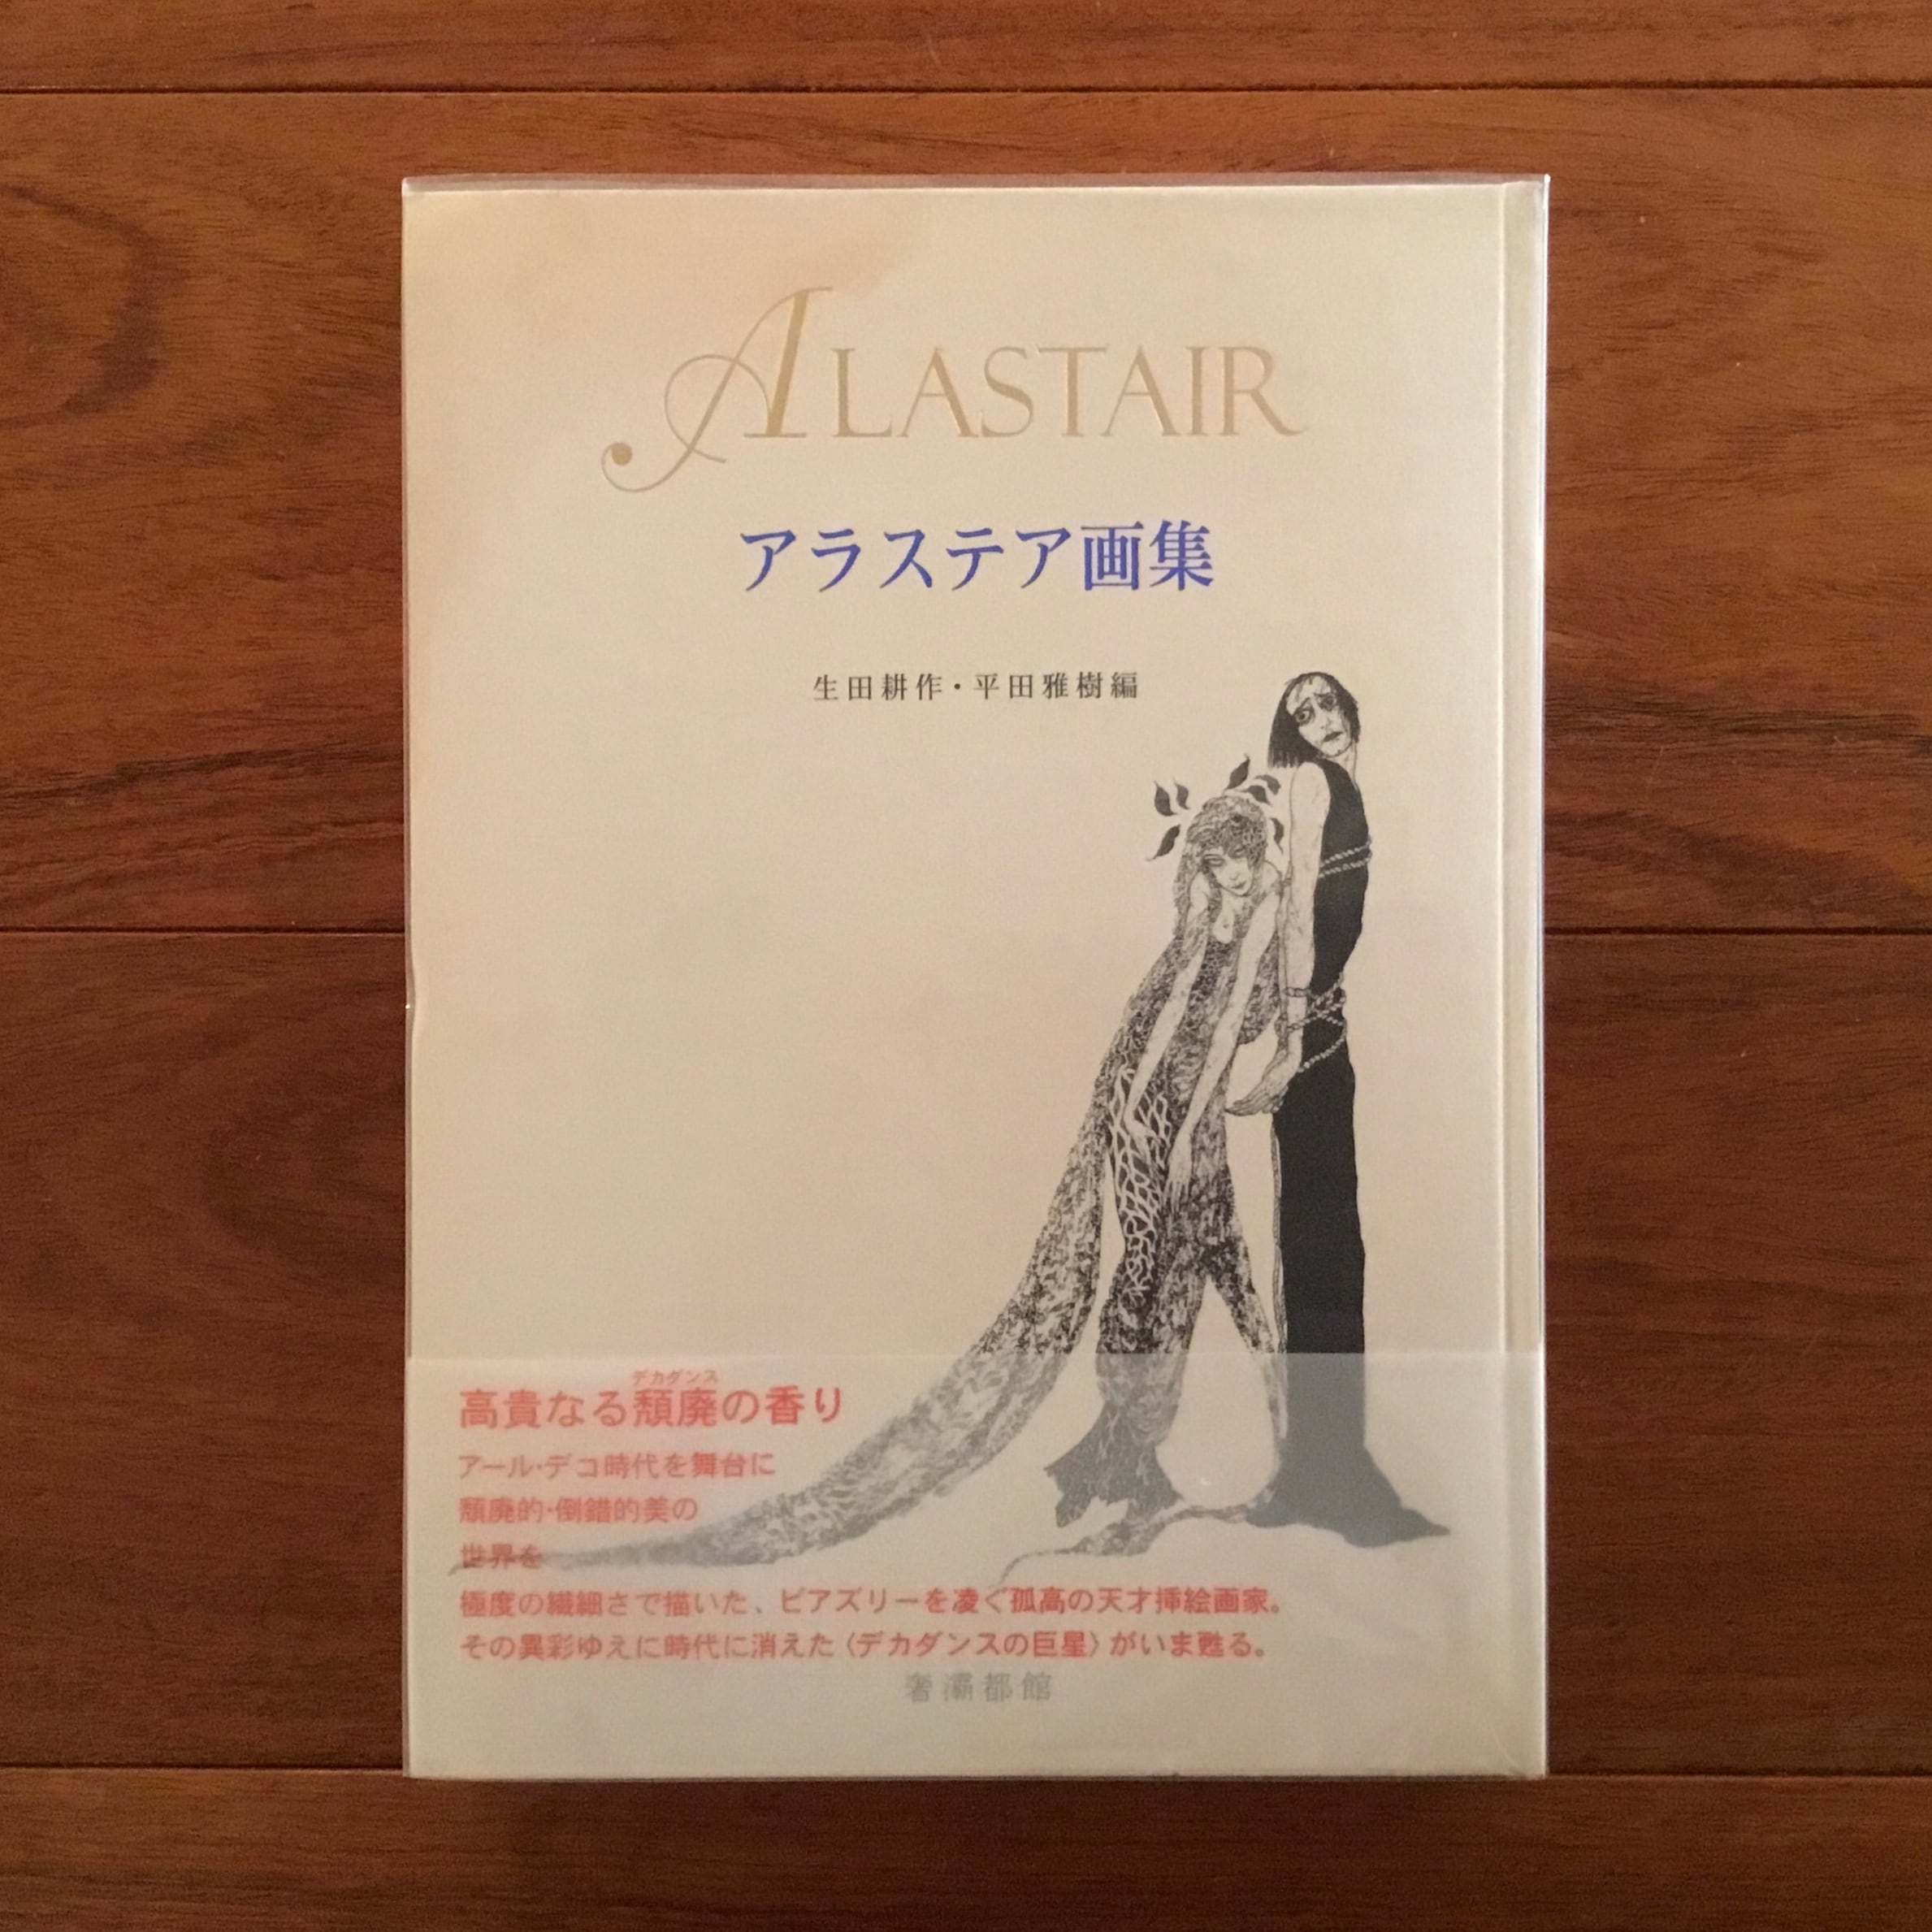 ALASTAIR
アラステア画集
生田耕作・平田雅樹編
デカダンス
高貴なる頽廃の香り
アール・デコ時代を舞台に
頽廃的・倒錯的美の
世界を
極度の繊細さで描いた、ビアズリーを凌ぐ孤高の天才挿絵画家。
その異彩ゆえに時代に消えた〈デカダンスの巨星〉がいま甦る。
奢灞都館